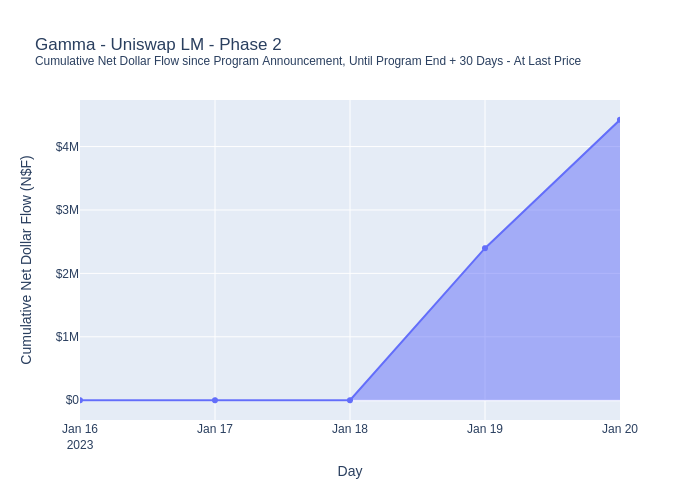 Gamma - Uniswap LM - Phase 2
Cumulative Net Dollar Flow since Program Announcement, Until Program End + 30 Days - At Last Price
Cumulative Net Dollar Flow (N$F)
$4M
$3M
$2M
$1M
$0
Jan 16
2023
Jan 17
Jan 18
Jan 19
Jan 20
Day